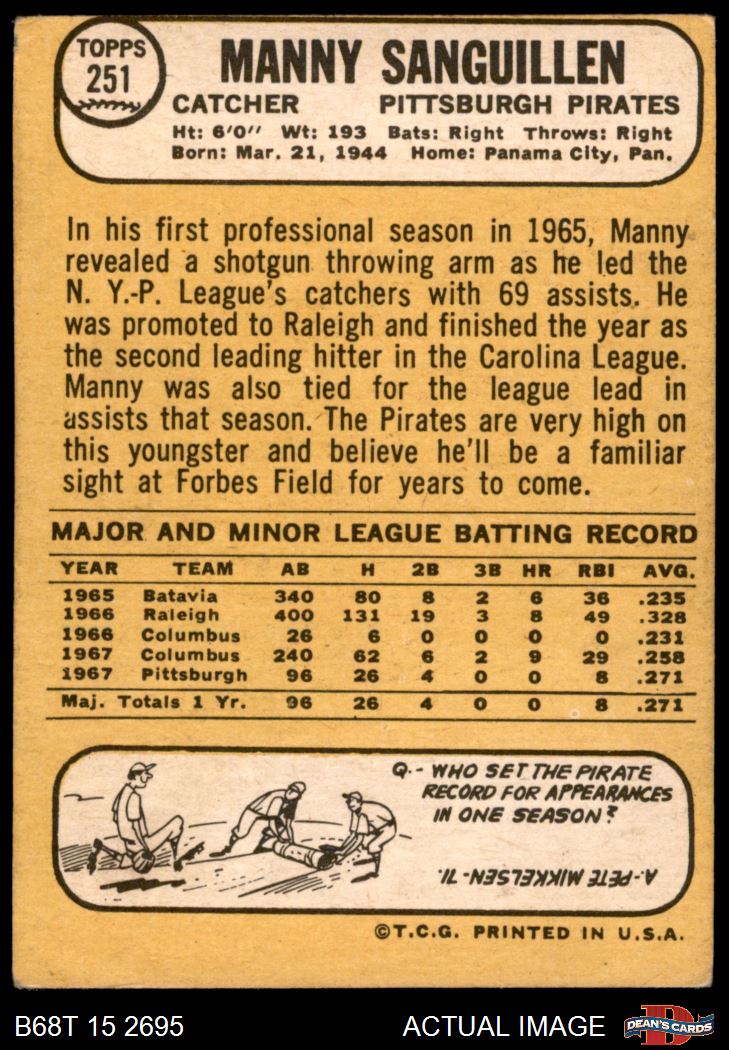 TOPPS
251
MANNY SANGUILLEN
CATCHER PITTSBURGH PIRATES
Ht: 6'0" Wt: 193 Bats: Right Throws: Right
Born: Mar. 21, 1944 Home: Panama City, Pan.
In his first professional season in 1965, Manny
revealed a shotgun throwing arm as he led the
N. Y.-P. League's catchers with 69 assists. He
was promoted to Raleigh and finished the year as
the second leading hitter in the Carolina League.
Manny was also tied for the league lead in
assists that season. The Pirates are very high on
this youngster and believe he'll be a familiar
sight at Forbes Field for years to come.
MAJOR AND MINOR LEAGUE BATTING RECORD
YEAR TEAM AB H 2B 3B HR RBI AVG.
1965 Batavia 340 80 8 2 6 36 .235
1966 Raleigh 400 131 19 3 8 49 .328
1966 Columbus 26 6 0 0 0 0 .231
1967 Columbus 240 62 6 2 9 29 .258
1967 Pittsburgh 96 26 4 0 0 8 .271
Maj. Totals 1 Yr. 96 26 4 0 0 8 .271
Q.- WHO SET THE PIRATE
RECORD FOR APPEARANCES
IN ONE SEASON?
A- PETE MIKKELSEN- 71.
©T.C.G. PRINTED IN U.S.A.
B68T 15 2695
ACTUAL IMAGE
DEAN'S CARDS